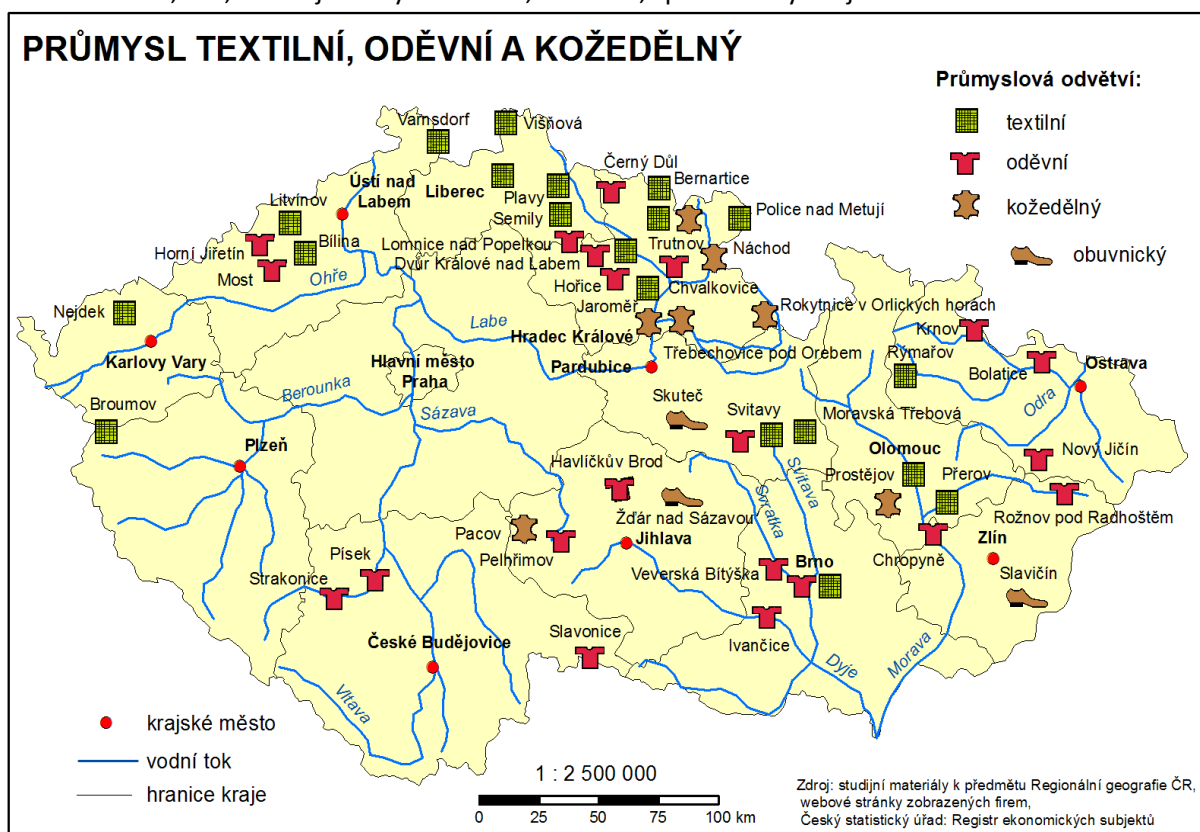 PRŮMYSL TEXTILNÍ, ODĚVNÍ A KOŽEDĚLNÝ
Průmyslová odvětví:
textilní
oděvní
kožedělný
obuvnický
Varnsdorf
Višňová
Černý Důl
Bernartice
Ústí nad
Labem
Liberec
Plavy
Semily
Litvínov
Police nad Metují
Bílina
Horní Jiřetín
Most
Lomnice nad Popelkou
Trutnov
Náchod
Dvůr Králové nad Labem
Ohře
Hořice
Chvalkovice
Jaroměř
Rokytnice v Orlických horách
Nejdek
Labe
Hradec Králové
Krnov
Třebechovice pod Orebem
Rýmařov
Karlovy Vary
Hlavní město
Praha
Pardubice
Bolatice
Ostrava
Berounka
Broumov
Sázava
Skuteč
Svitavy
Moravská Třebová
Odra
Plzeň
Olomouc
Nový Jičín
Havlíčkův Brod
Svitava
Prostějov
Přerov
Svratka
Žďár nad Sázavou
Rožnov pod Radhoštěm
Pacov
Pelhřimov
Jihlava
Zlín
Písek
Brno
Chropyně
Strakonice
Veverská Bítýška
Slavičín
České Budějovice
Slavonice
Ivančice
Morava
Dyje
Vltava
krajské město
vodní tok
hranice kraje
1 : 2 500 000
0 25 50 75 100 km
Zdroj: studijní materiály k předmětu Regionální geografie ČR,
webové stránky zobrazených firem,
Český statistický úřad: Registr ekonomických subjektů